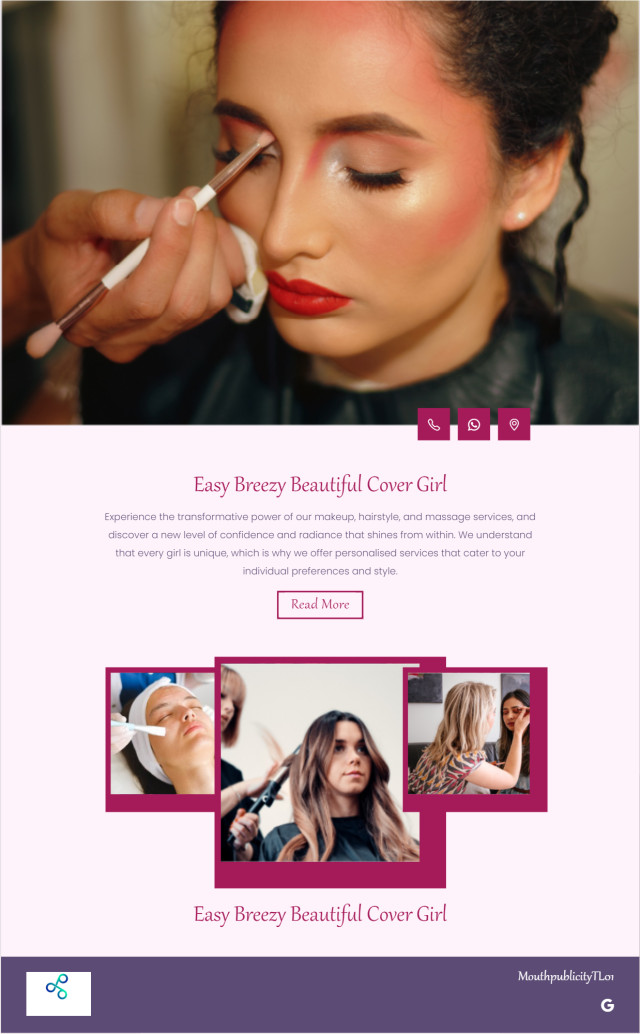 Easy Breezy Beautiful Cover Girl
Experience the transformative power of our makeup, hairstyle, and massage services, and
discover a new level of confidence and radiance that shines from within. We understand
that every girl is unique, which is why we offer personalised services that cater to your
individual preferences and style.
Read More
Easy Breezy Beautiful Cover Girl
MouthpublicityTL01
G